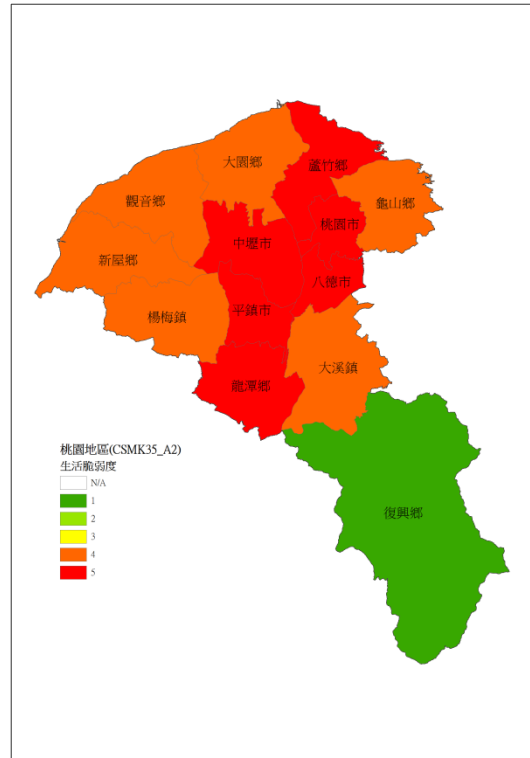 大園鄉
蘆竹鄉
觀音鄉
龜山鄉
桃園市
中壢市
新屋鄉
八德市
平鎮市
楊梅鎮
大溪鎮
龍潭鄉
桃園地區(CSMK35_A2)
生活脆弱度
N/A
1
2
3
4
5
復興鄉